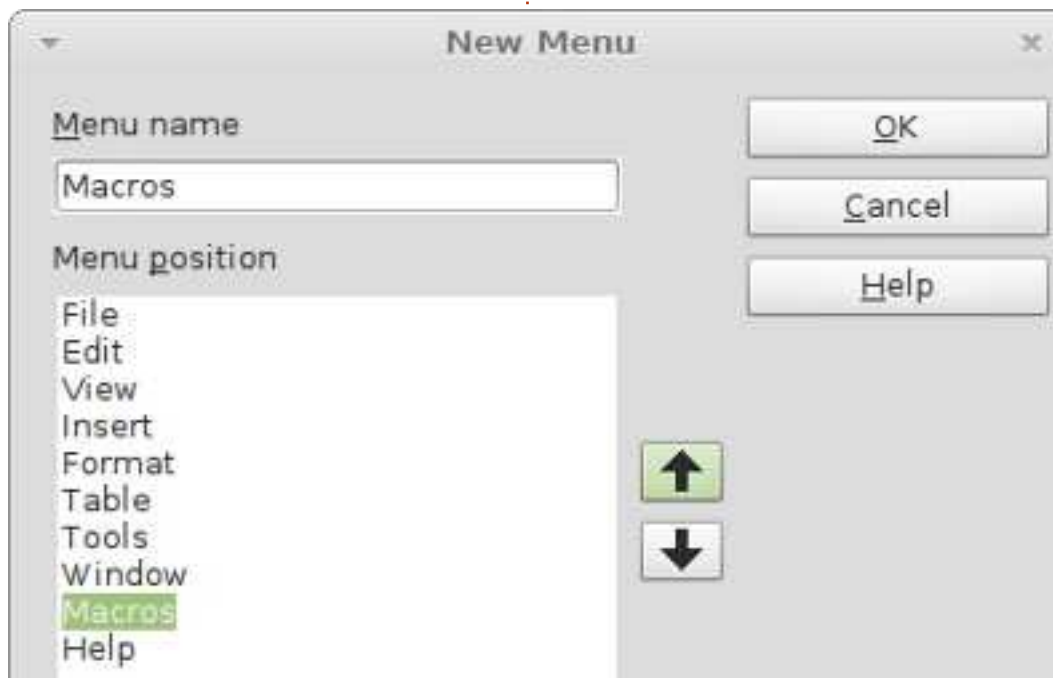 New Menu
Menu name
Macros
Menu position
File
Edit
View
Insert
Format
Table
Tools
Window
Macros
Help
OK
Cancel
Help